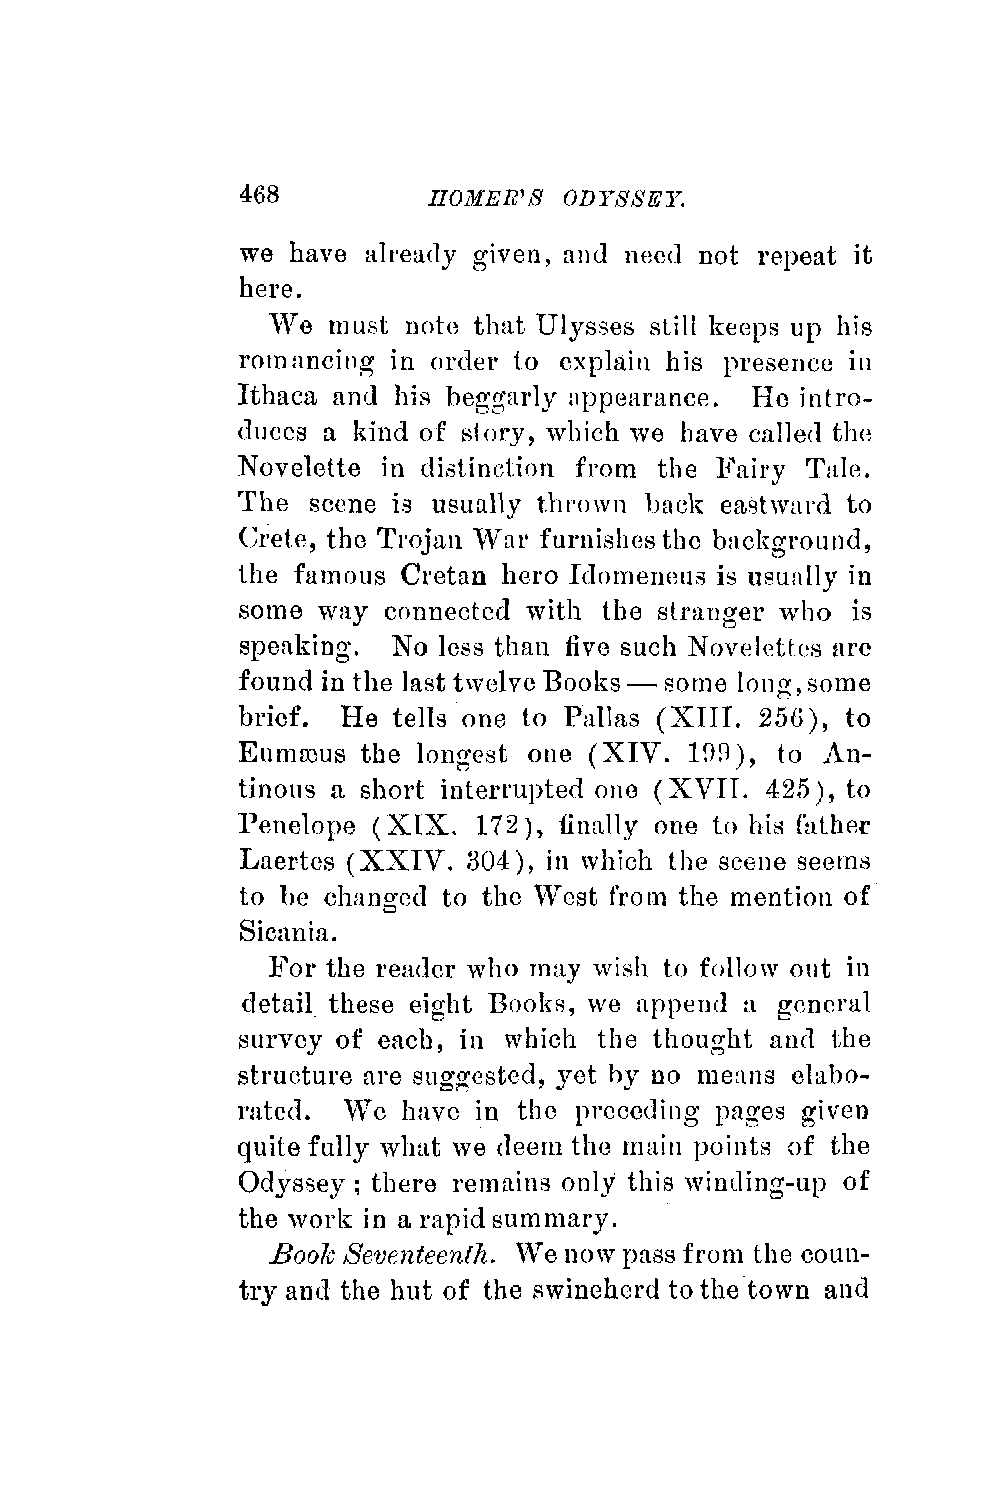 468 HOMER'S ODYSSEY.
we have already given, and need not repeat it
here.
We must note that Ulysses still keeps up his
romancing in order to explain his presence in
Ithaca and his beggarly appearance. He intro-
duces a kind of story, which we have called the
Novelette in distinction from the Fairy Tale.
The scene is usually thrown back eastward to
Crete, the Trojan War furnishes the background,
the famous Cretan hero Idomeneus is usually in
some way connected with the stranger who is
speaking. No less than five such Novelettes are
found in the last twelve Books — some long, some
brief. He tells one to Pallas (XIII. 256), to
Eumæus the longest one (XIV. 199), to An-
tinous a short interrupted one (XVII. 425), to
Penelope (XIX. 172), finally one to his father
Laertes (XXIV. 304), in which the scene seems
to be changed to the West from the mention of
Sicania.
For the reader who may wish to follow out in
detail these eight Books, we append a general
survey of each, in which the thought and the
structure are suggested, yet by no means elabo-
rated. We have in the preceding pages given
quite fully what we deem the main points of the
Odyssey; there remains only this winding-up of
the work in a rapid summary.
Book Seventeenth. We now pass from the coun-
try and the hut of the swineherd to the town and